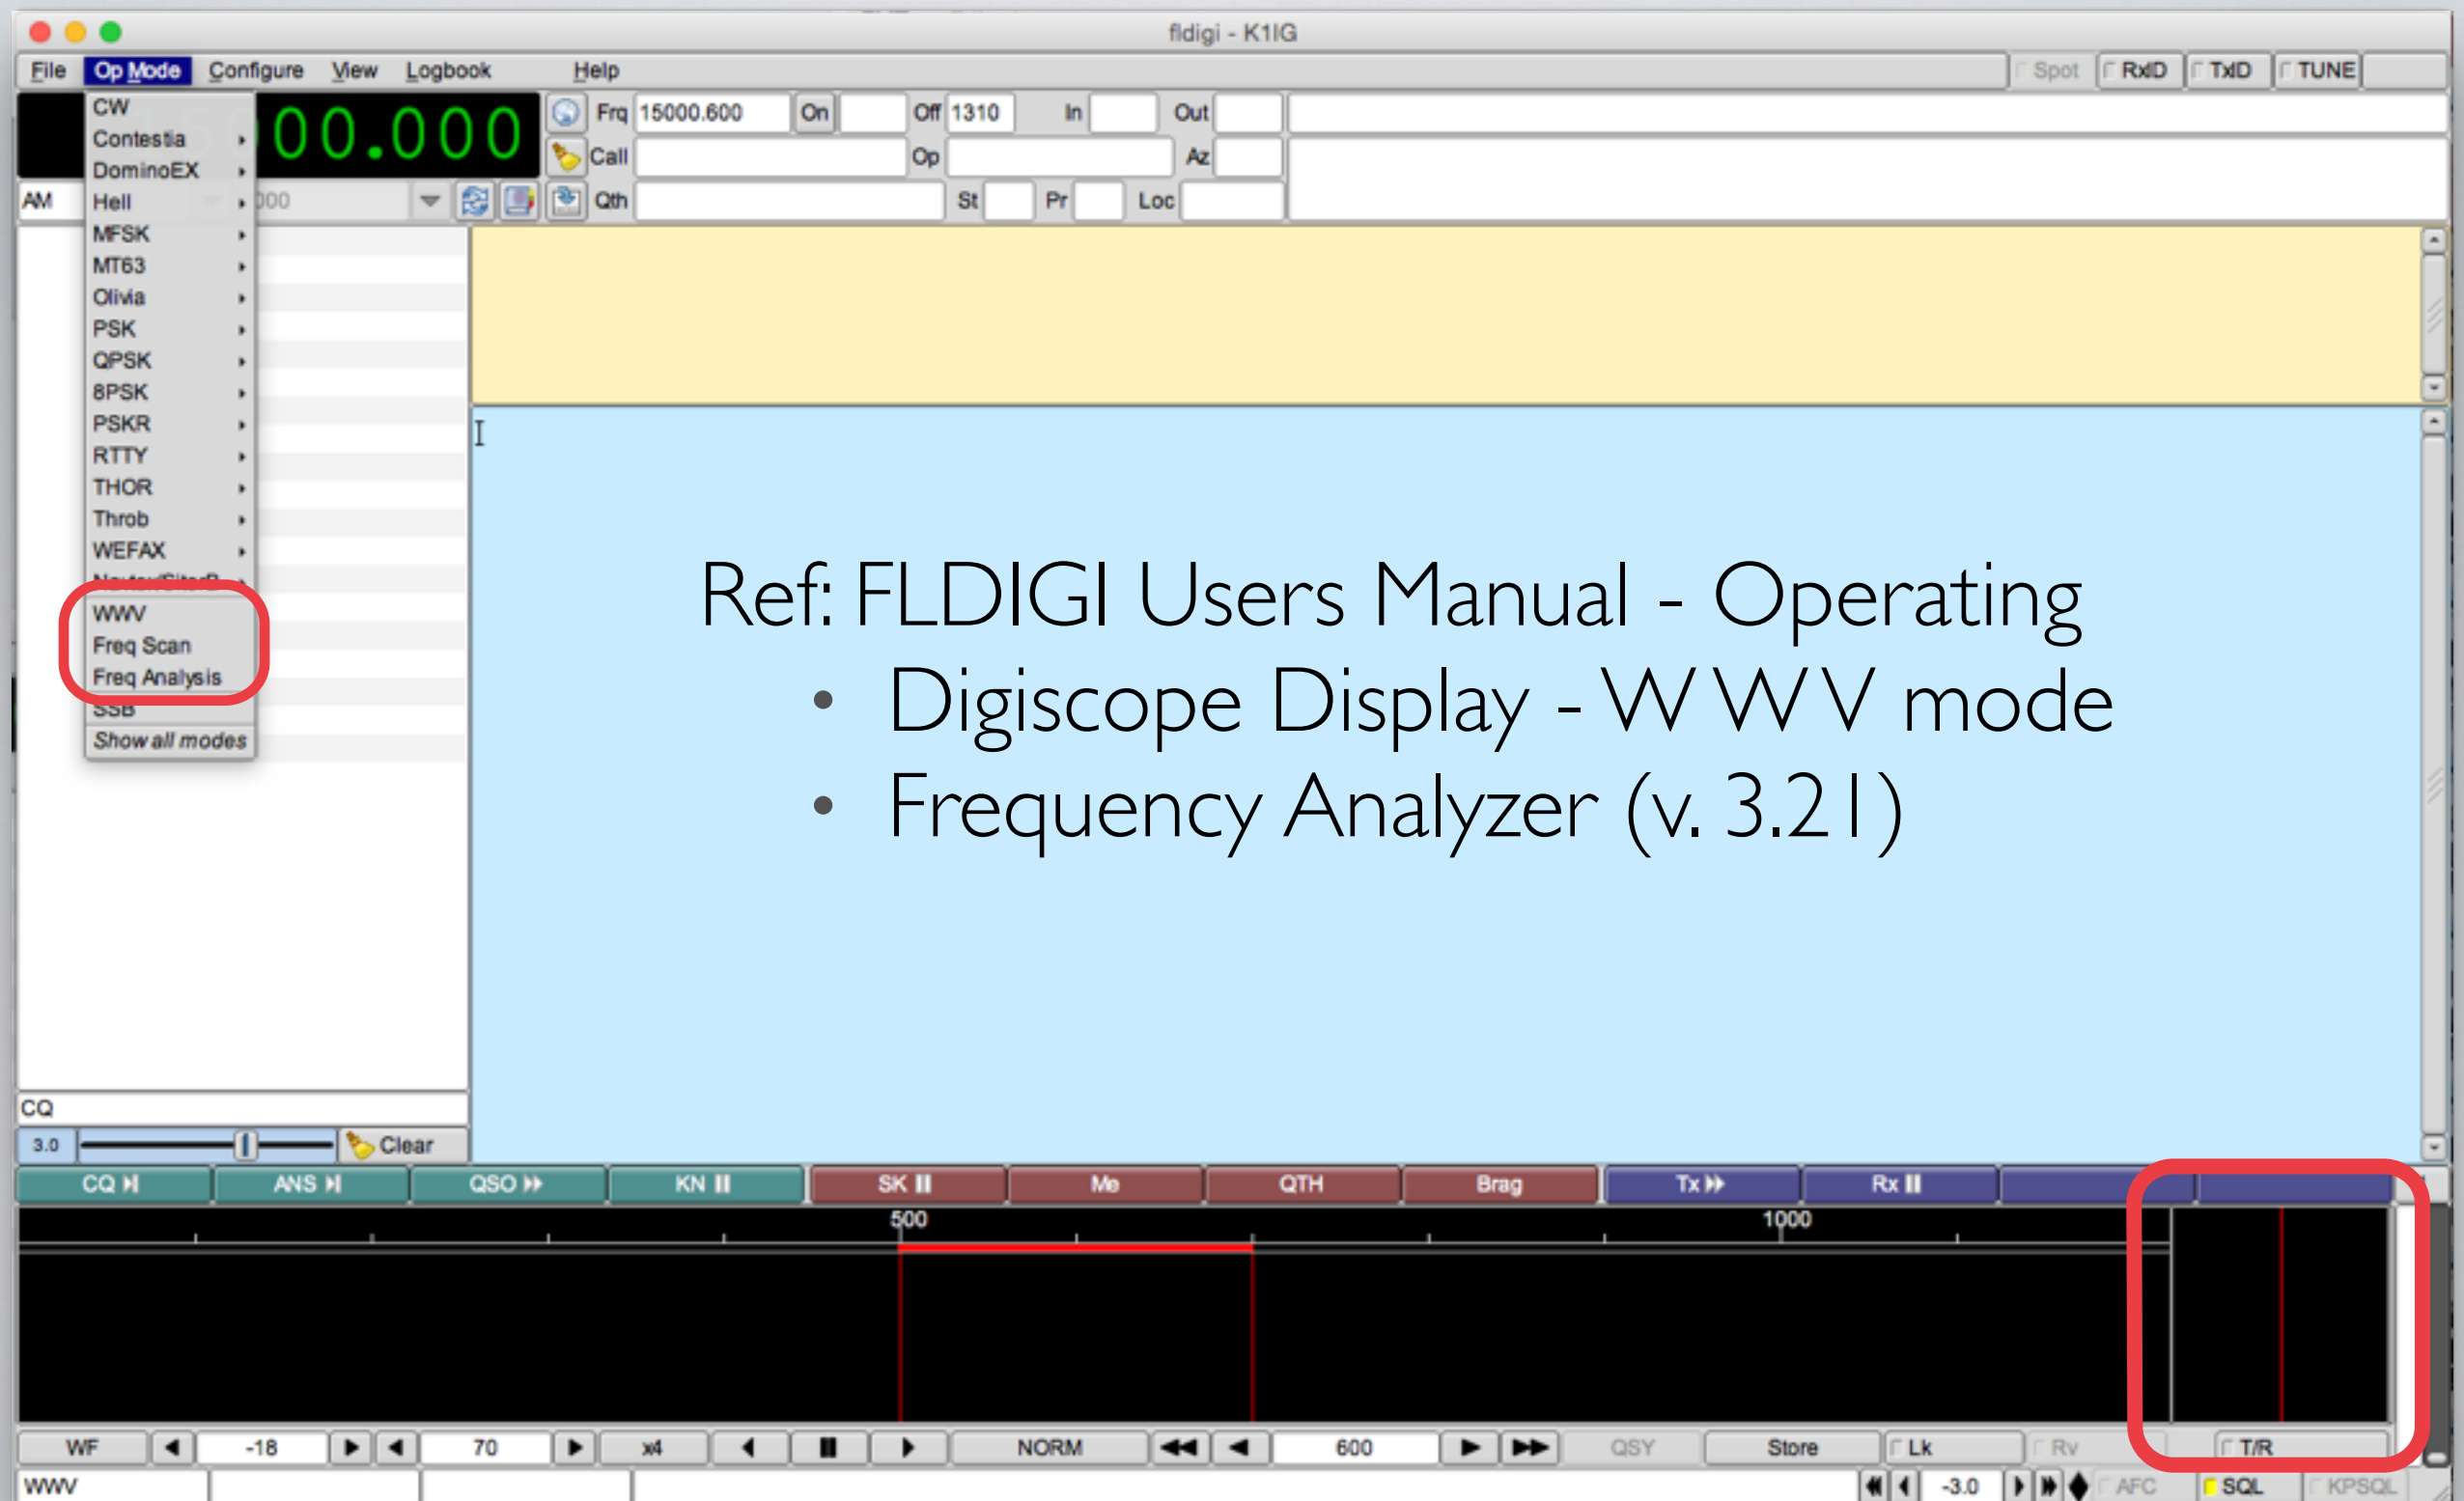 fldigi - K1IG
File Op Mode Configure View Logbook Help Spot RxID TxID TUNE
00.000
Frq 15000.600 On Off 1310 In Out
Call Op Az
AM 000 Qth St Pr Loc
CW
Contestia
DominoEX
Hell
MFSK
MT63
Olivia
PSK
QPSK
8PSK
PSKR
RTTY
THOR
Throb
WEFAX
WWV
Freq Scan
Freq Analysis
SSB
Show all modes
Ref: FLDIGI Users Manual - Operating
• Digiscope Display - WWV mode
• Frequency Analyzer (v. 3.21)
CQ
3.0 Clear
CQ ANS QSO KN SK Me QTH Brag Tx Rx
500 1000
WF -18 70 x4 NORM 600 QSY Store Lk Rv T/R
WWV -3.0 AFC SQL KPSQL